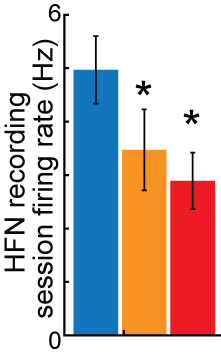 6
HFN recording
session firing rate (Hz)
* *
0